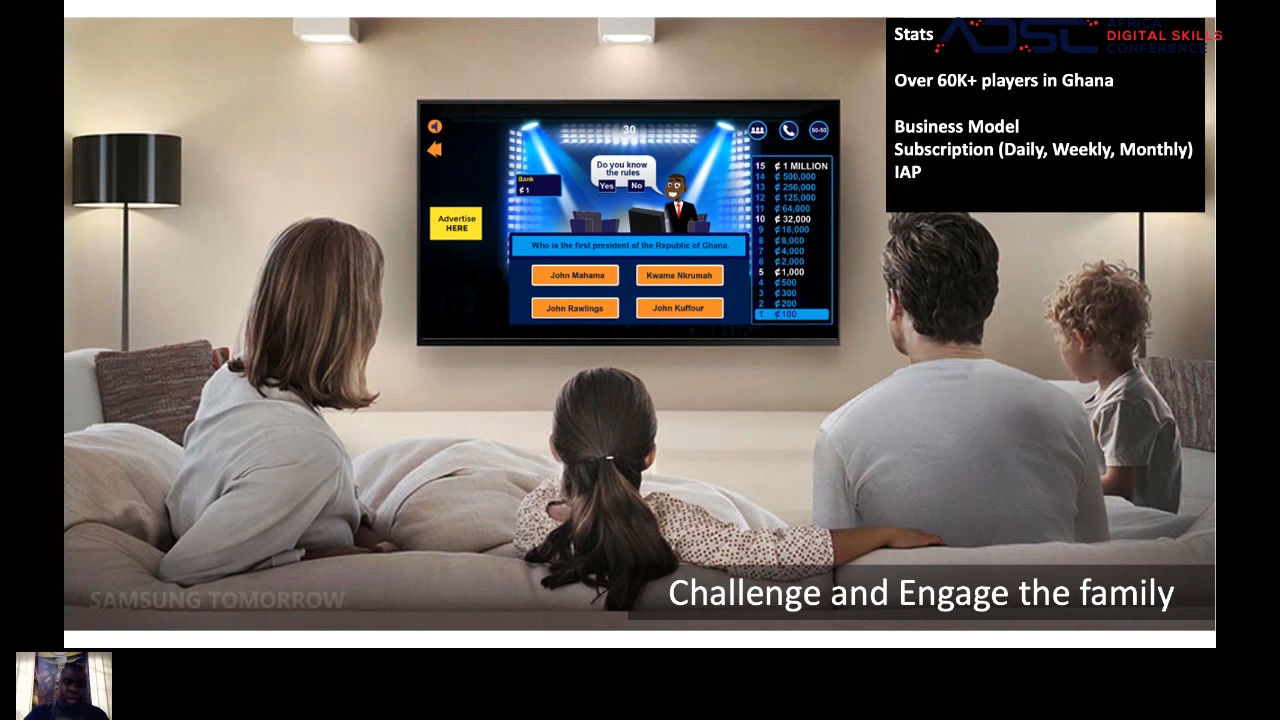 Stats
ADSC
AFRICA
DIGITAL SKILLS
CONFERENCE
Over 60K+ players in Ghana
Business Model
Subscription (Daily, Weekly, Monthly)
IAP
30
50-50
Do you know
the rules
Yes No
Bank
₵1
Advertise
HERE
Who is the first president of the Republic of Ghana.
John Mahama
Kwame Nkrumah
John Rawlings
John Kuffour
15 ₵ 1 MILLION
14 ₵ 500,000
13 ₵ 250,000
12 ₵ 125,000
11 ₵ 64,000
10 ₵ 32,000
9 ₵ 16,000
8 ₵ 8,000
7 ₵ 4,000
6 ₵ 2,000
5 ₵ 1,000
4 ₵ 500
3 ₵ 300
2 ₵ 200
1 ₵ 100
Challenge and Engage the family
SAMSUNG TOMORROW